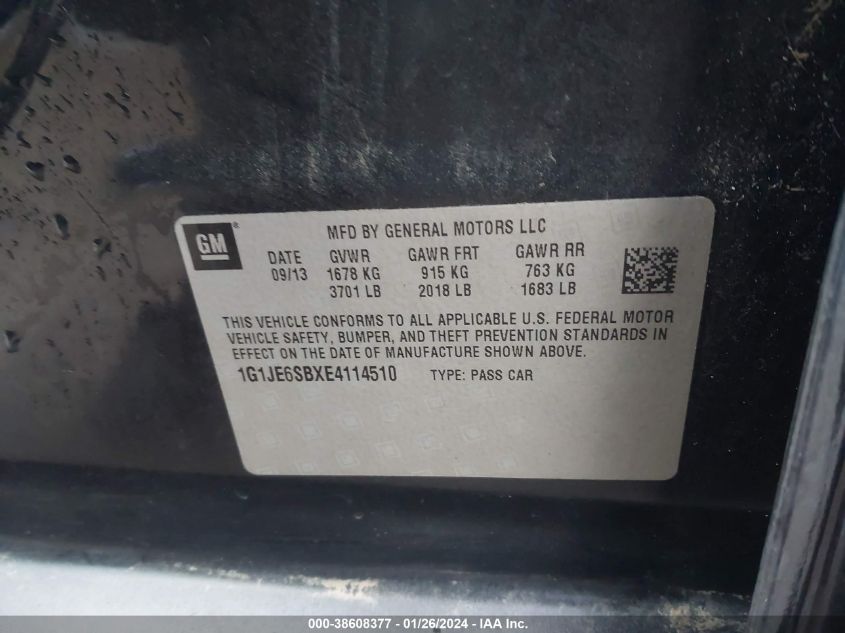 GM®
MFD BY GENERAL MOTORS LLC
DATE GVWR GAWR FRT GAWR RR
09/13 1678 KG 915 KG 763 KG
3701 LB 2018 LB 1683 LB
THIS VEHICLE CONFORMS TO ALL APPLICABLE U.S. FEDERAL MOTOR
VEHICLE SAFETY, BUMPER, AND THEFT PREVENTION STANDARDS IN
EFFECT ON THE DATE OF MANUFACTURE SHOWN ABOVE.
1G1JE6SBXE4114510 TYPE: PASS CAR
000-38608377 - 01/26/2024 - IAA Inc.